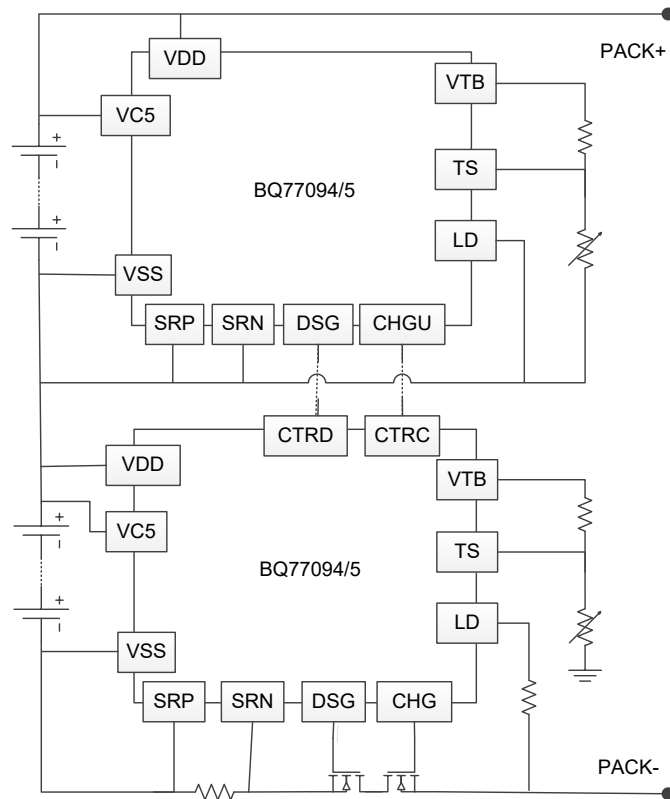 VDD
PACK+
VTB
VC5
+
−
TS
BQ77094/5
+
−
LD
VSS
SRP SRN DSG CHGU
CTRD CTRC
VDD
VTB
VC5
+
−
TS
BQ77094/5
+
−
LD
VSS
SRP SRN DSG CHG
PACK-